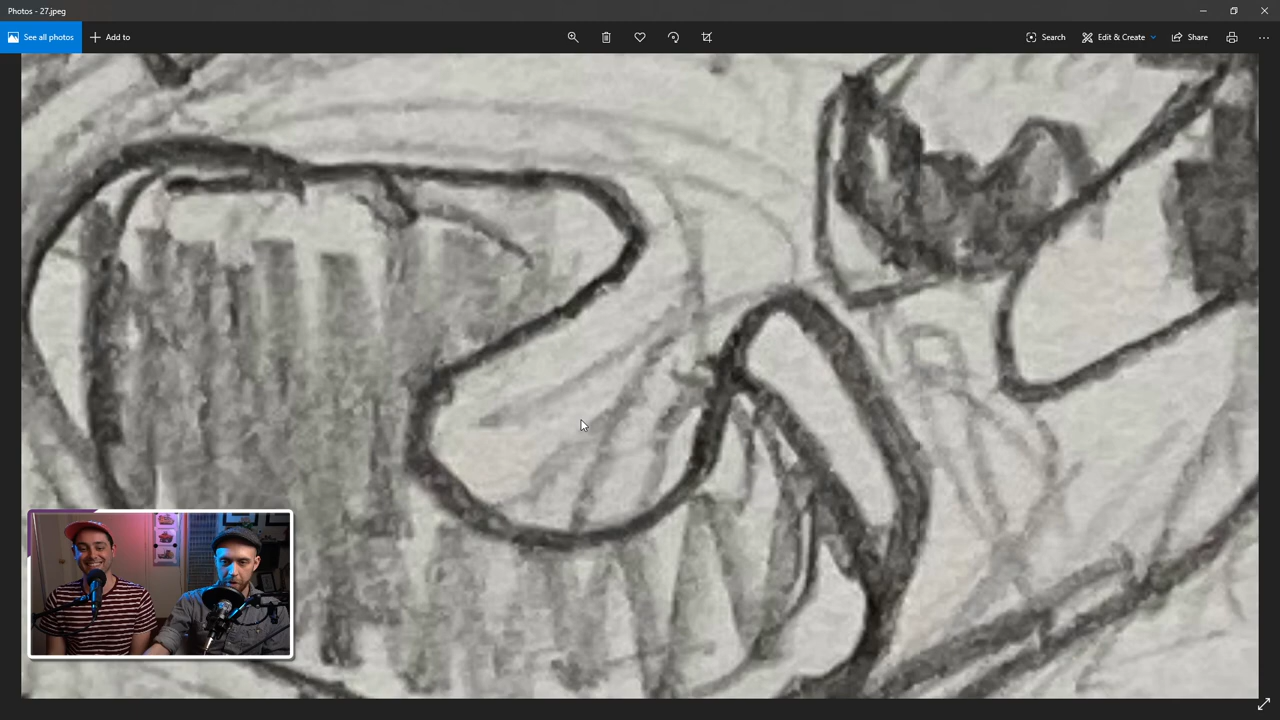 Photos - 27.jpeg
See all photos
Add to
Search
Edit & Create
Share